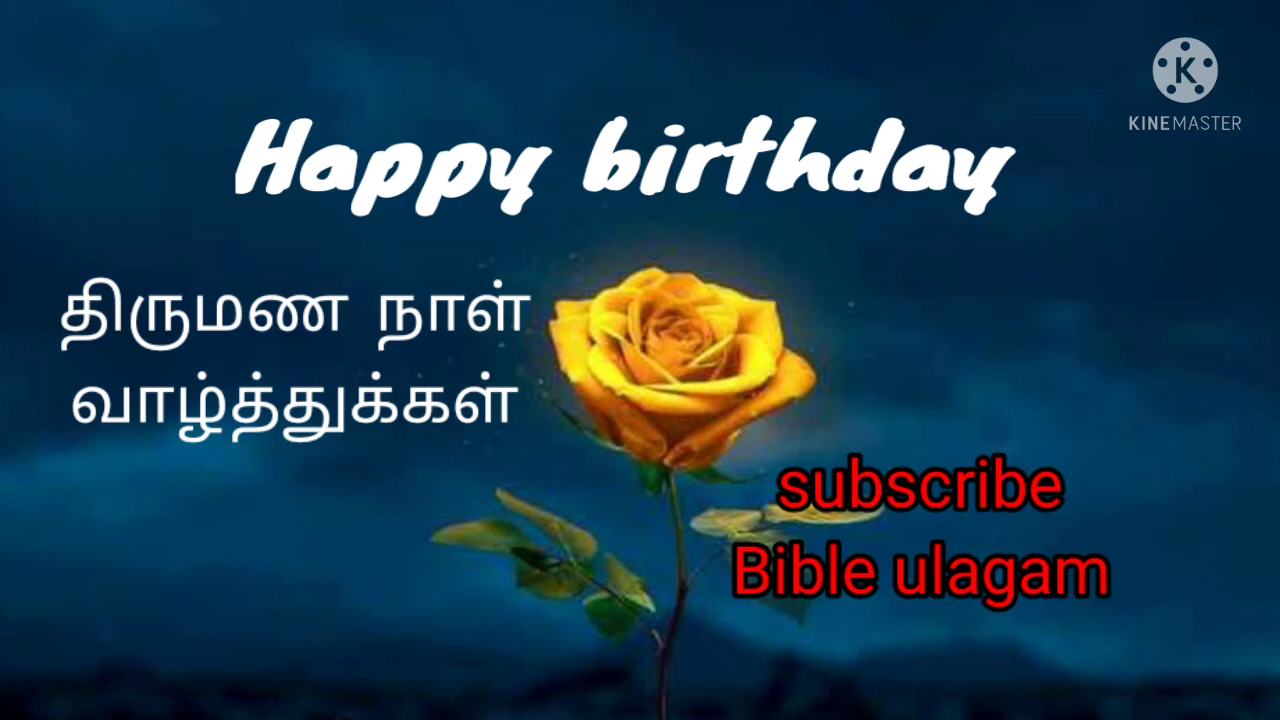 K
KINEMASTER
Happy birthday
திருமண நாள்
வாழ்த்துக்கள்
subscribe
Bible ulagam